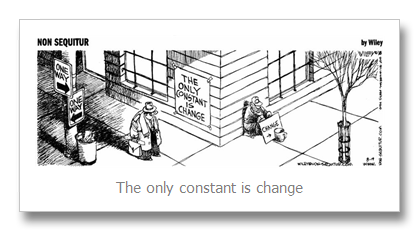 NON SEQUITUR
by Wiley
ONE
WAY
ONE
WAY
THE
ONLY
CONSTANT
IS
CHANGE
CHANGE
The only constant is change